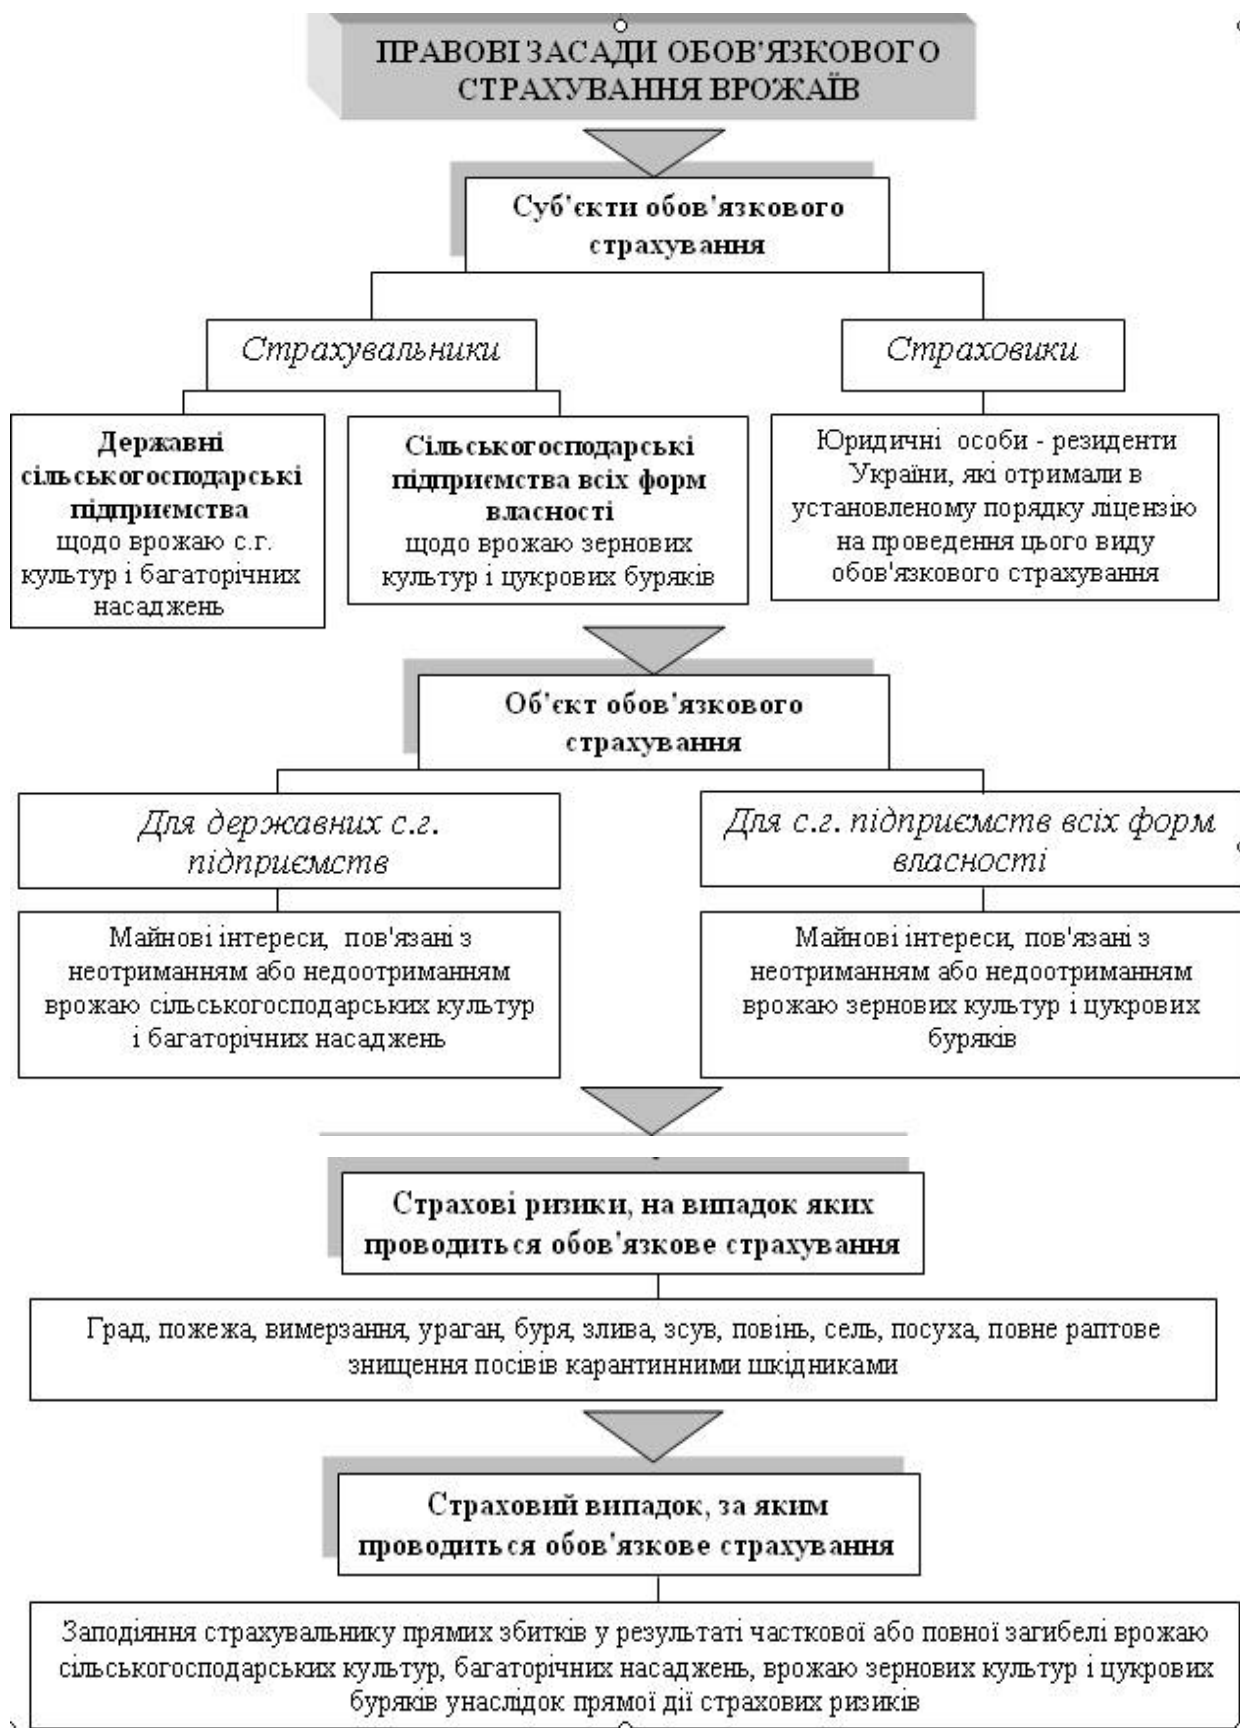 ПРАВОВІ ЗАСАДИ ОБОВ'ЯЗКОВОГО
СТРАХУВАННЯ ВРОЖАЇВ
Суб'єкти обов'язкового
страхування
Страхувальники
Страховики
Державні
сільськогосподарські
підприємства
щодо врожаю с.г.
культур і багаторічних
насаджень
Сільськогосподарські
підприємства всіх форм
власності
щодо врожаю зернових
культур і цукрових буряків
Юридичні особи - резиденти
України, які отримали в
установленому порядку ліцензію
на проведення цього виду
обов'язкового страхування
Об'єкт обов'язкового
страхування
Для державних с.г.
підприємств
Для с.г. підприємств всіх форм
власності
Майнові інтереси, пов'язані з
неотриманням або недоотриманням
врожаю сільськогосподарських культур
і багаторічних насаджень
Майнові інтереси, пов'язані з
неотриманням або недоотриманням
врожаю зернових культур і цукрових
буряків
Страхові ризики, на випадок яких
проводиться обов'язкове страхування
Град, пожежа, вимерзання, ураган, буря, злива, зсув, повінь, сель, посуха, повне раптове
знищення посівів карантинними шкідниками
Страховий випадок, за яким
проводиться обов'язкове страхування
Заподіяння страхувальнику прямих збитків у результаті часткової або повної загибелі врожаю
сільськогосподарських культур, багаторічних насаджень, врожаю зернових культур і цукрових
буряків унаслідок прямої дії страхових ризиків